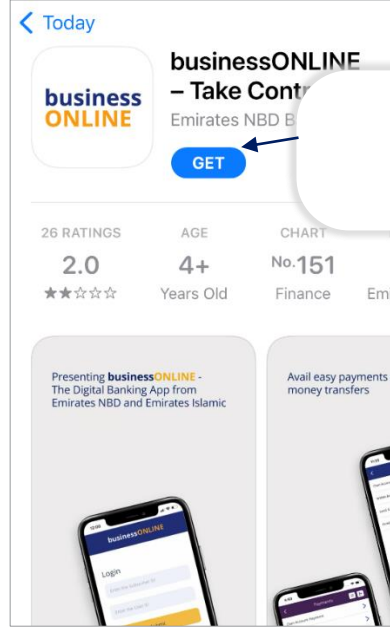 Today
businessONLINE
– Take Contr
Emirates NBD B
business
ONLINE
GET
26 RATINGS
AGE
CHART
2.0
4+
No.151
Years Old
Finance
Em
Presenting businessONLINE -
The Digital Banking App from
Emirates NBD and Emirates Islamic
Avail easy payments
money transfers
businessONLINE
Login
Payments